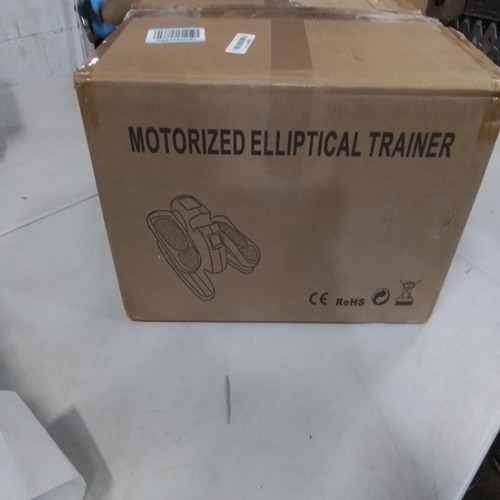 MOTORIZED ELLIPTICAL TRAINER
CE RoHS